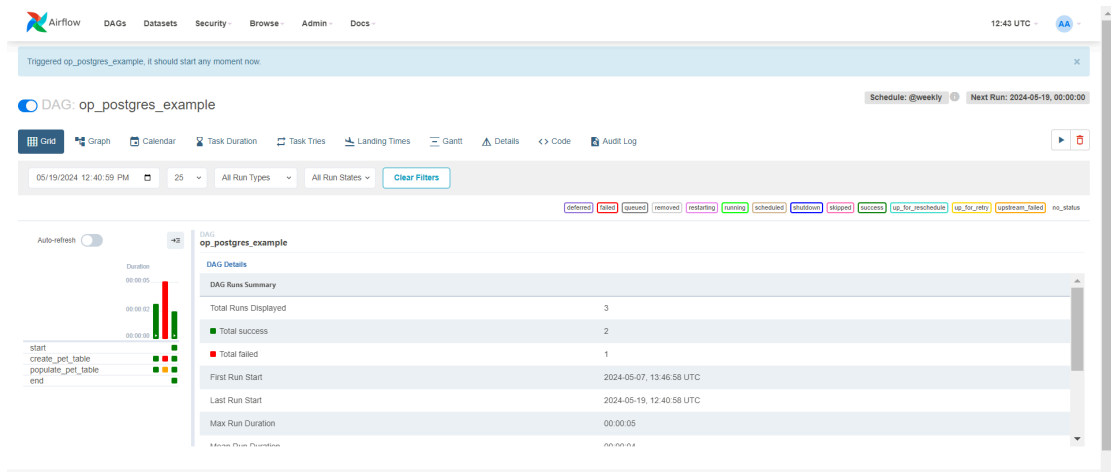 Airflow DAGs Datasets Security Browse Admin Docs 12:43 UTC AA
Triggered op_postgres_example, it should start any moment now. ×
DAG: op_postgres_example Schedule: @weekly i Next Run: 2024-05-19, 00:00:00
Grid Graph Calendar Task Duration Task Tries Landing Times Gantt Details <> Code Audit Log
05/19/2024 12:40:59 PM 25 All Run Types All Run States Clear Filters
deferred failed queued removed restarting running scheduled shutdown skipped success up_for_reschedule up_for_retry upstream_failed no_status
Auto-refresh
DAG
op_postgres_example
DAG Details
Duration
00:00:05
00:00:02
00:00:00
start
create_pet_table
populate_pet_table
end
DAG Runs Summary
Total Runs Displayed 3
Total success 2
Total failed 1
First Run Start 2024-05-07, 13:46:58 UTC
Last Run Start 2024-05-19, 12:40:58 UTC
Max Run Duration 00:00:05
Mean Run Duration 00:00:04